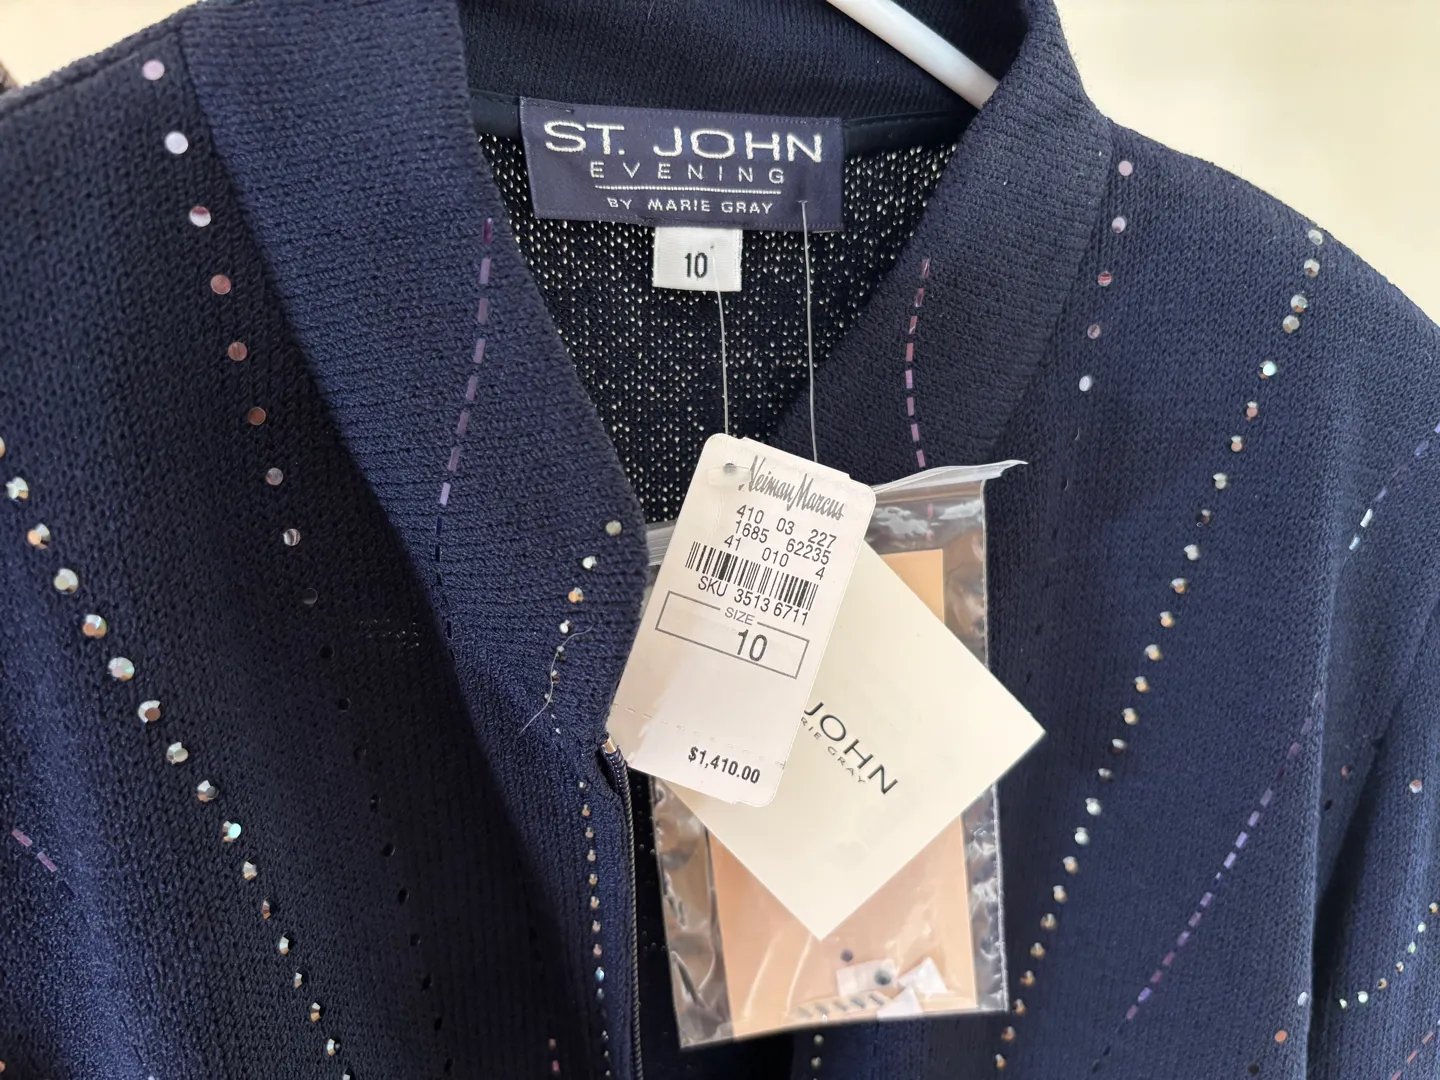 ST. JOHN
EVENING
BY MARIE GRAY
10
Neiman Marcus
410 03 227
1685 62235
41 010 4
SKU 3513 6711
SIZE
10
$1,410.00
JOHN
GRAY